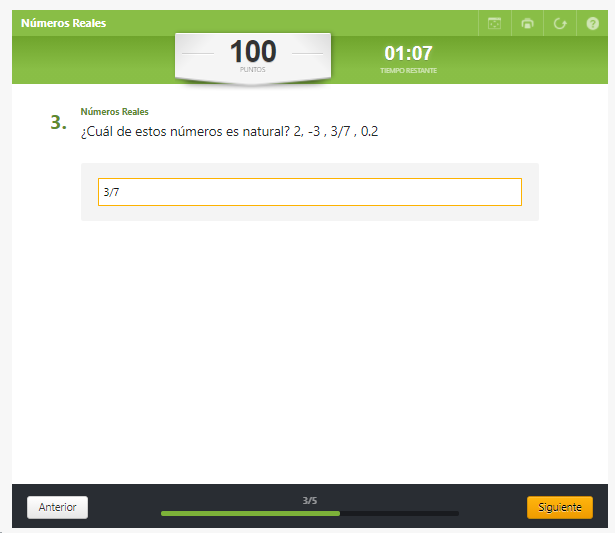 Números Reales
100
PUNTOS
01:07
TIEMPO RESTANTE
3.
Números Reales
¿Cuál de estos números es natural? 2, -3 , 3/7 , 0.2
3/7
Anterior
3/5
Siguiente